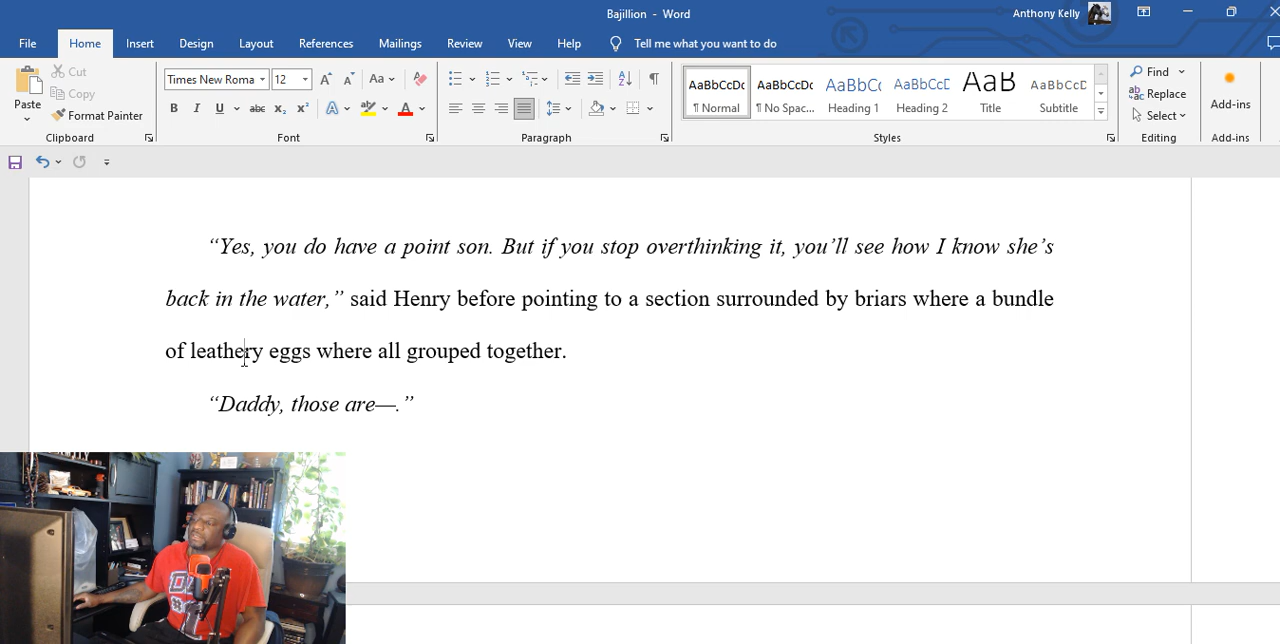 Bajillion - Word
Anthony Kelly
File Home Insert Design Layout References Mailings Review View Help Tell me what you want to do
Paste
Cut
Copy
Format Painter
Clipboard
Times New Roma 12
Aa
B I U abc x₂ x² A A
Font
Paragraph
AaBbCcDc AaBbCcDc AaBbCc AaBbCcE AaB AaBbCcD
¶ Normal ¶ No Spac... Heading 1 Heading 2 Title Subtitle
Styles
Find
Replace
Select
Editing
Add-ins
Add-ins
“Yes, you do have a point son. But if you stop overthinking it, you’ll see how I know she’s
back in the water,” said Henry before pointing to a section surrounded by briars where a bundle
of leathery eggs where all grouped together.
“Daddy, those are—.”